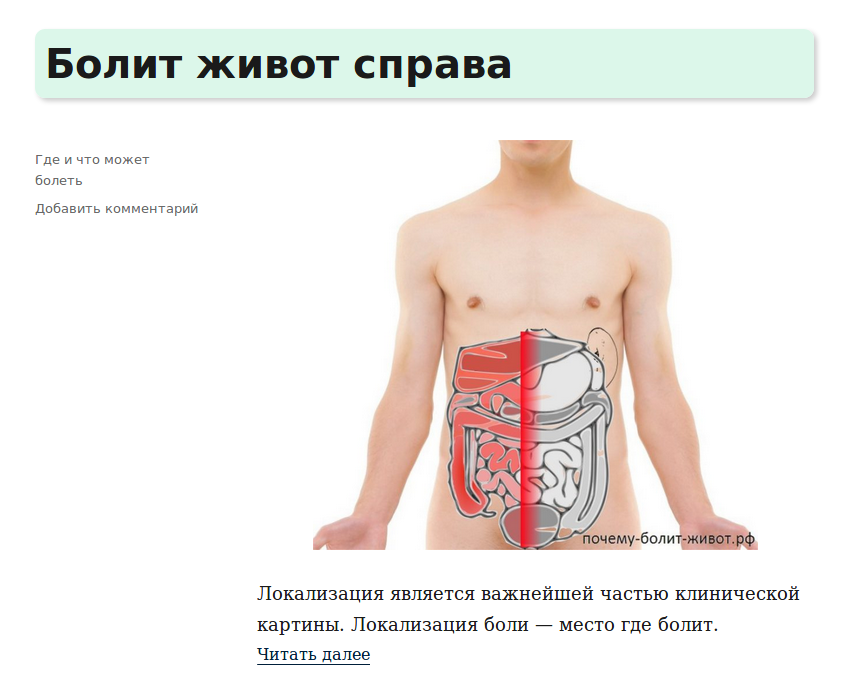 Болит живот справа
Где и что может
болеть
Добавить комментарий
почему-болит-живот.рф
Локализация является важнейшей частью клинической
картины. Локализация боли — место где болит.
Читать далее